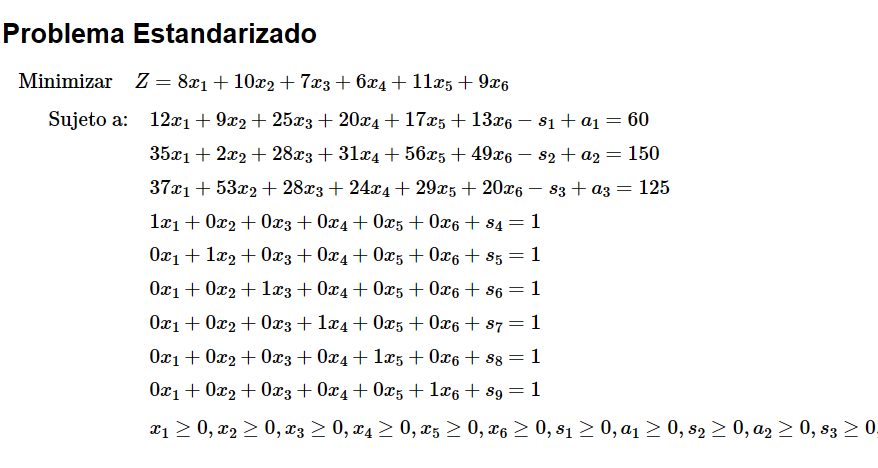 Problema Estandarizado
Minimizar Z = 8x₁ + 10x₂ + 7x₃ + 6x₄ + 11x₅ + 9x₆
Sujeto a: 12x₁ + 9x₂ + 25x₃ + 20x₄ + 17x₅ + 13x₆ − s₁ + a₁ = 60
35x₁ + 2x₂ + 28x₃ + 31x₄ + 56x₅ + 49x₆ − s₂ + a₂ = 150
37x₁ + 53x₂ + 28x₃ + 24x₄ + 29x₅ + 20x₆ − s₃ + a₃ = 125
1x₁ + 0x₂ + 0x₃ + 0x₄ + 0x₅ + 0x₆ + s₄ = 1
0x₁ + 1x₂ + 0x₃ + 0x₄ + 0x₅ + 0x₆ + s₅ = 1
0x₁ + 0x₂ + 1x₃ + 0x₄ + 0x₅ + 0x₆ + s₆ = 1
0x₁ + 0x₂ + 0x₃ + 1x₄ + 0x₅ + 0x₆ + s₇ = 1
0x₁ + 0x₂ + 0x₃ + 0x₄ + 1x₅ + 0x₆ + s₈ = 1
0x₁ + 0x₂ + 0x₃ + 0x₄ + 0x₅ + 1x₆ + s₉ = 1
x₁ ≥ 0, x₂ ≥ 0, x₃ ≥ 0, x₄ ≥ 0, x₅ ≥ 0, x₆ ≥ 0, s₁ ≥ 0, a₁ ≥ 0, s₂ ≥ 0, a₂ ≥ 0, s₃ ≥ 0,